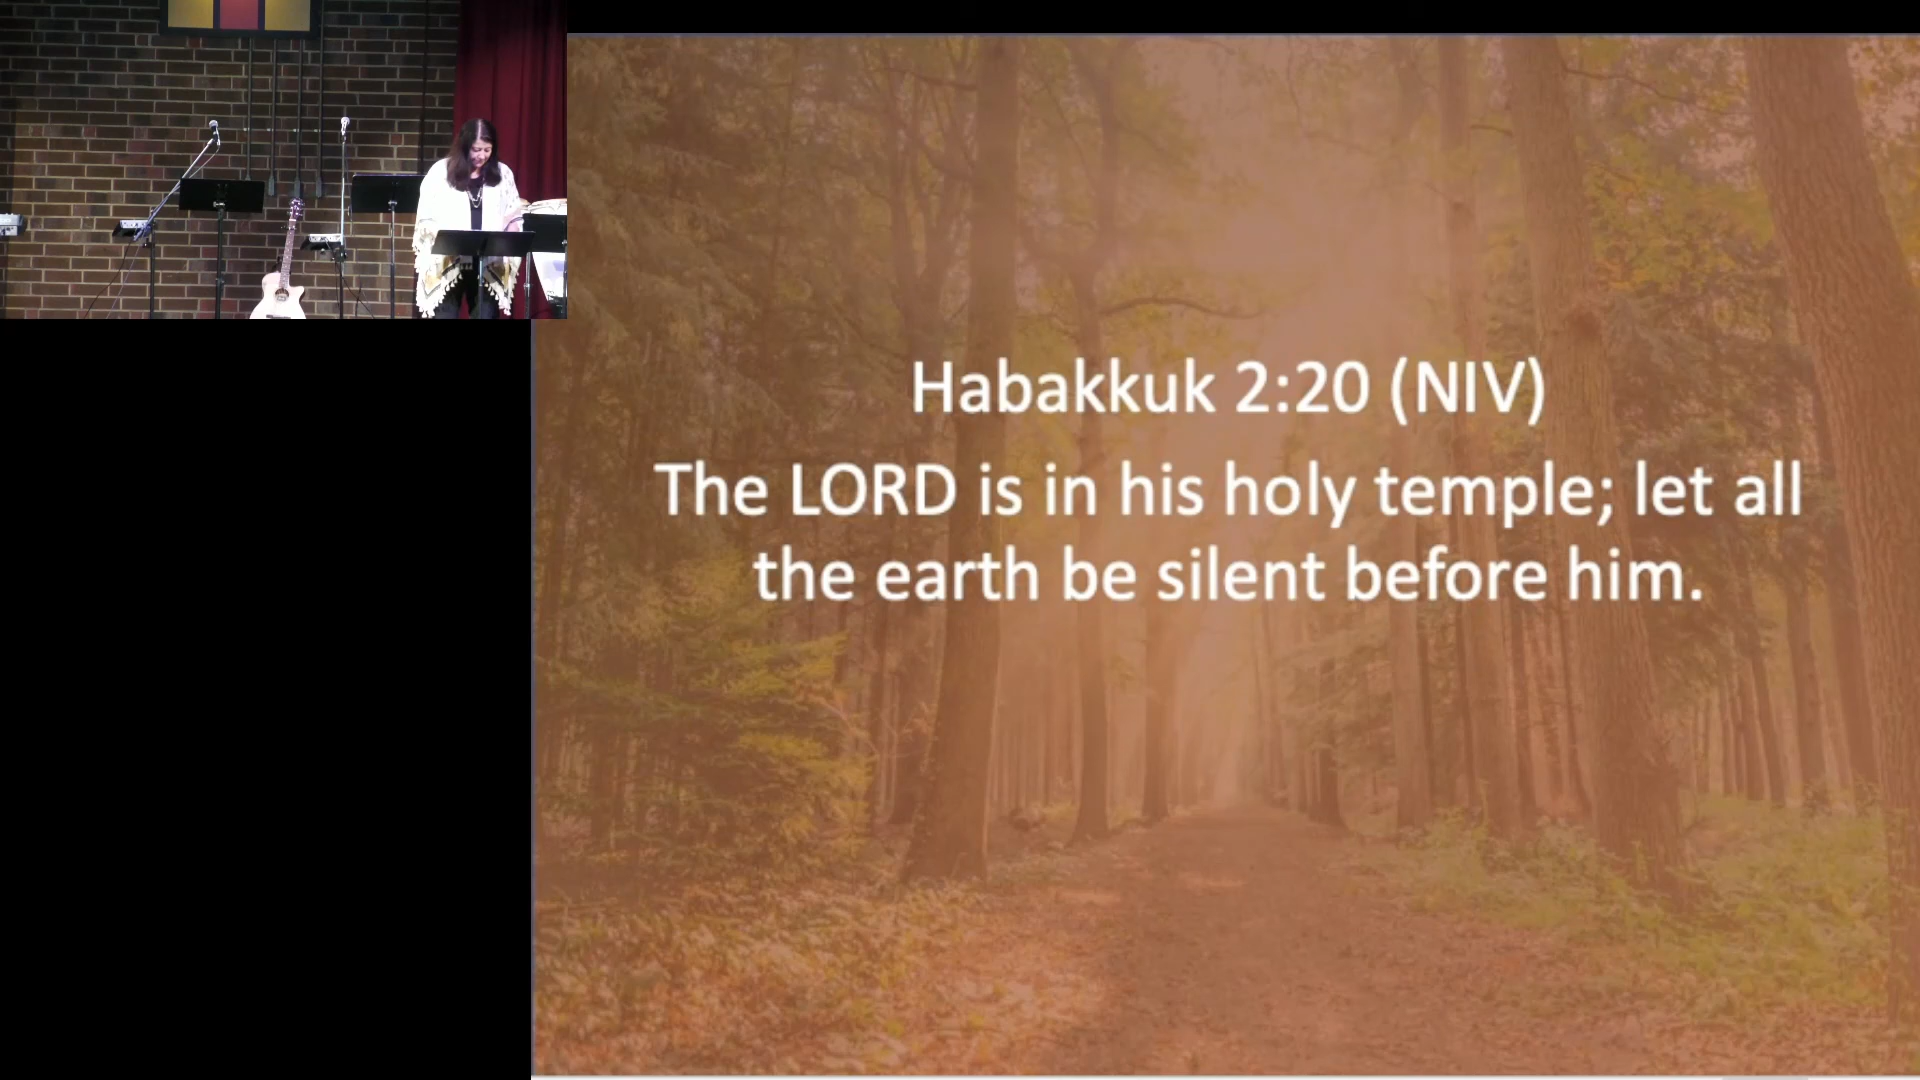 Habakkuk 2:20 (NIV)
The LORD is in his holy temple; let all
the earth be silent before him.